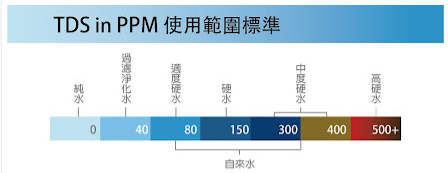 TDS in PPM 使用範圍標準
純水
過濾淨化水
適度硬水
硬水
中度硬水
高硬水
0
40
80
150
300
400
500+
自來水